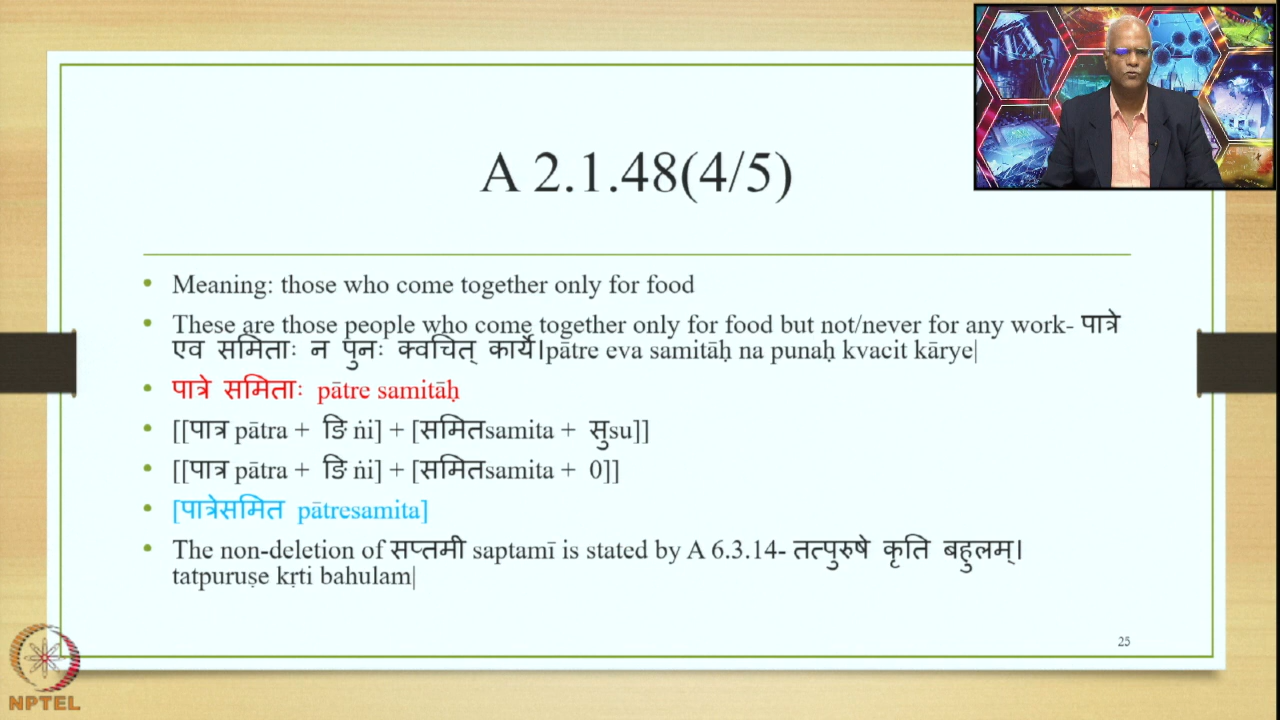 A 2.1.48(4/5)
• Meaning: those who come together only for food
• These are those people who come together only for food but not/never for any work- पात्रे
एव समिताः न पुनः क्वचित् कार्ये।pātre eva samitāḥ na punaḥ kvacit kārye|
• पात्रे समिताः pātre samitāḥ
• [[पात्र pātra + ङि ṅi] + [समितsamita + सुsu]]
• [[पात्र pātra + ङि ṅi] + [समितsamita + 0]]
• [पात्रेसमित pātresamita]
• The non-deletion of सप्तमी saptamī is stated by A 6.3.14- तत्पुरुषे कृति बहुलम्।
tatpuruṣe kṛti bahulam|
25
NPTEL